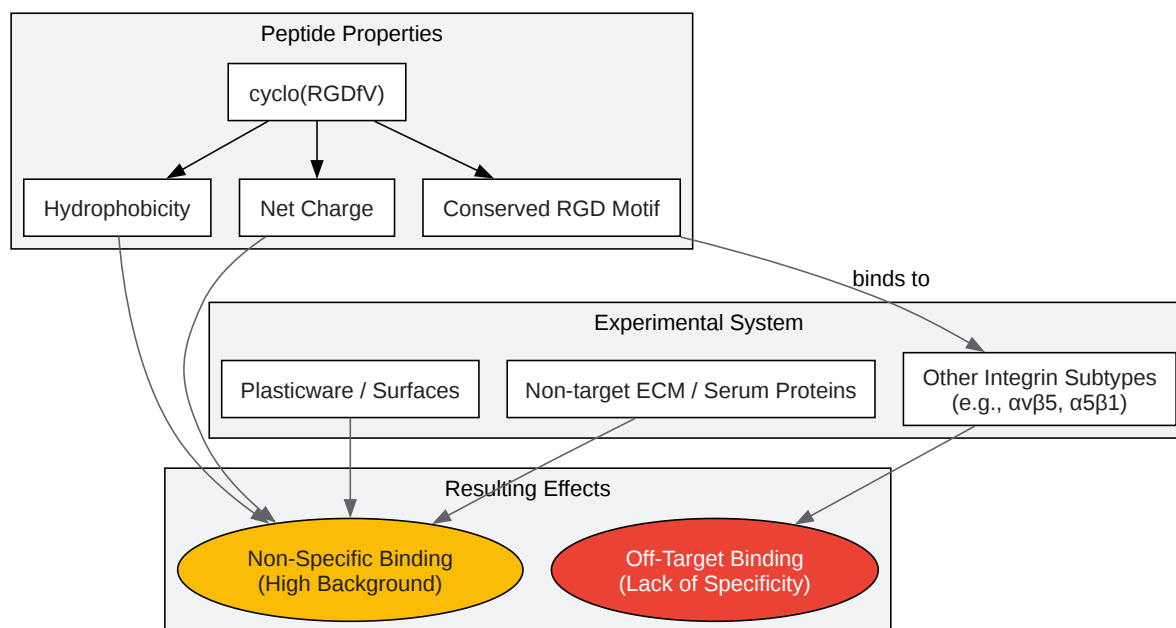 Peptide Properties
cyclo(RGDfV)
Hydrophobicity
Net Charge
Conserved RGD Motif
binds to
Experimental System
Plasticware / Surfaces
Non-target ECM / Serum Proteins
Other Integrin Subtypes
(e.g., αvβ5, α5β1)
Resulting Effects
Non-Specific Binding
(High Background)
Off-Target Binding
(Lack of Specificity)